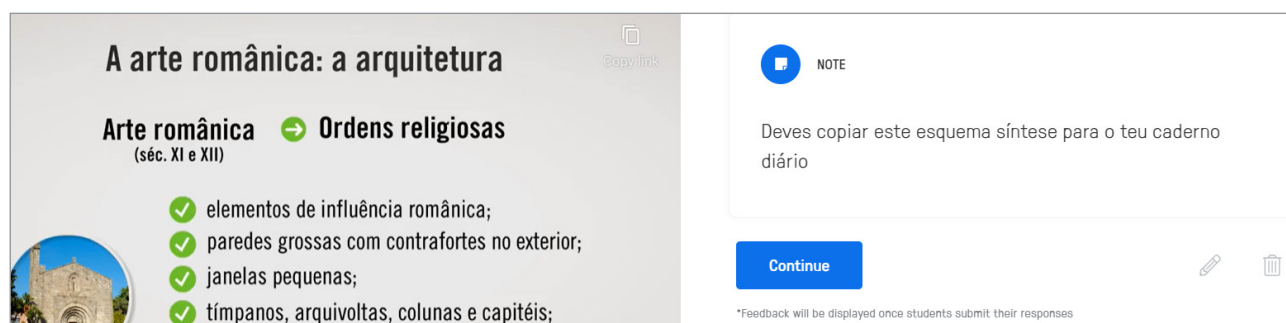 A arte românica: a arquitetura
Copy link
Arte românica
(séc. XI e XII)
Ordens religiosas
elementos de influência românica;
paredes grossas com contrafortes no exterior;
janelas pequenas;
tímpanos, arquivoltas, colunas e capitéis;
NOTE
Deves copiar este esquema síntese para o teu caderno
diário
Continue
*Feedback will be displayed once students submit their responses